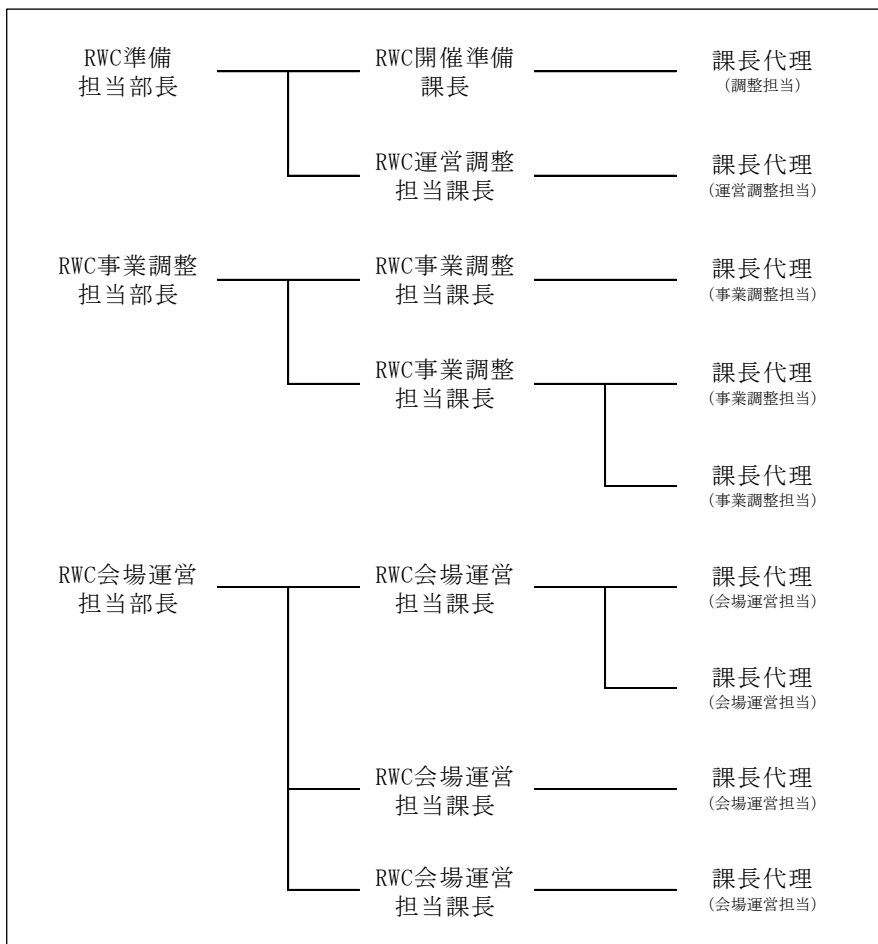 RWC準備
担当部長
RWC開催準備
課長
課長代理
(調整担当)
RWC運営調整
担当課長
課長代理
(運営調整担当)
RWC事業調整
担当部長
RWC事業調整
担当課長
課長代理
(事業調整担当)
RWC事業調整
担当課長
課長代理
(事業調整担当)
課長代理
(事業調整担当)
RWC会場運営
担当部長
RWC会場運営
担当課長
課長代理
(会場運営担当)
課長代理
(会場運営担当)
RWC会場運営
担当課長
課長代理
(会場運営担当)
RWC会場運営
担当課長
課長代理
(会場運営担当)